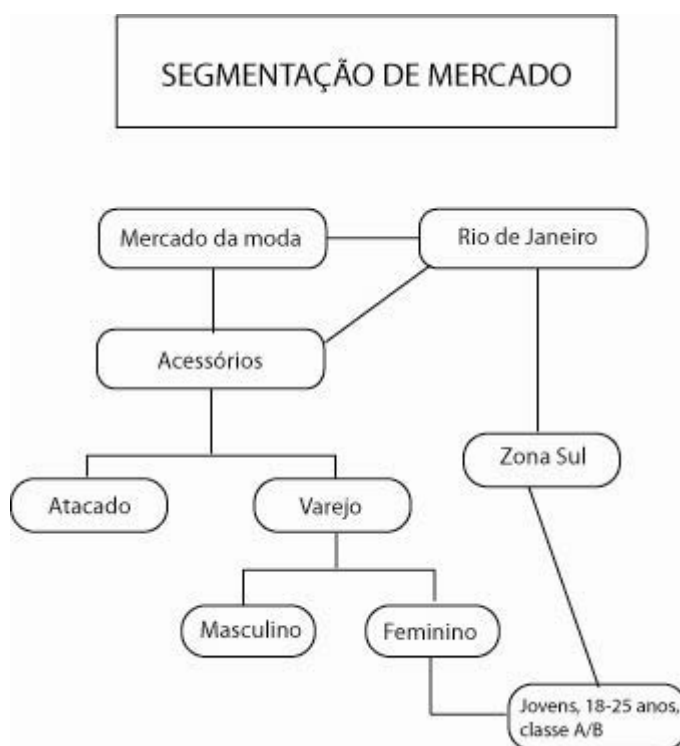 SEGMENTAÇÃO DE MERCADO
Mercado da moda
Rio de Janeiro
Acessórios
Zona Sul
Atacado
Varejo
Masculino
Feminino
Jovens, 18-25 anos,
classe A/B